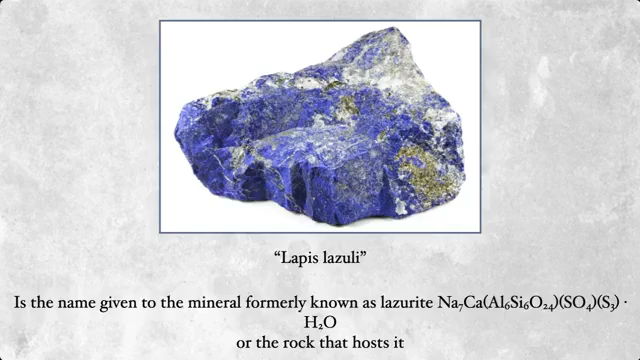 “Lapis lazuli”
Is the name given to the mineral formerly known as lazurite Na₇Ca(Al₆Si₆O₂₄)(SO₄)(S₃) ·
H₂O
or the rock that hosts it